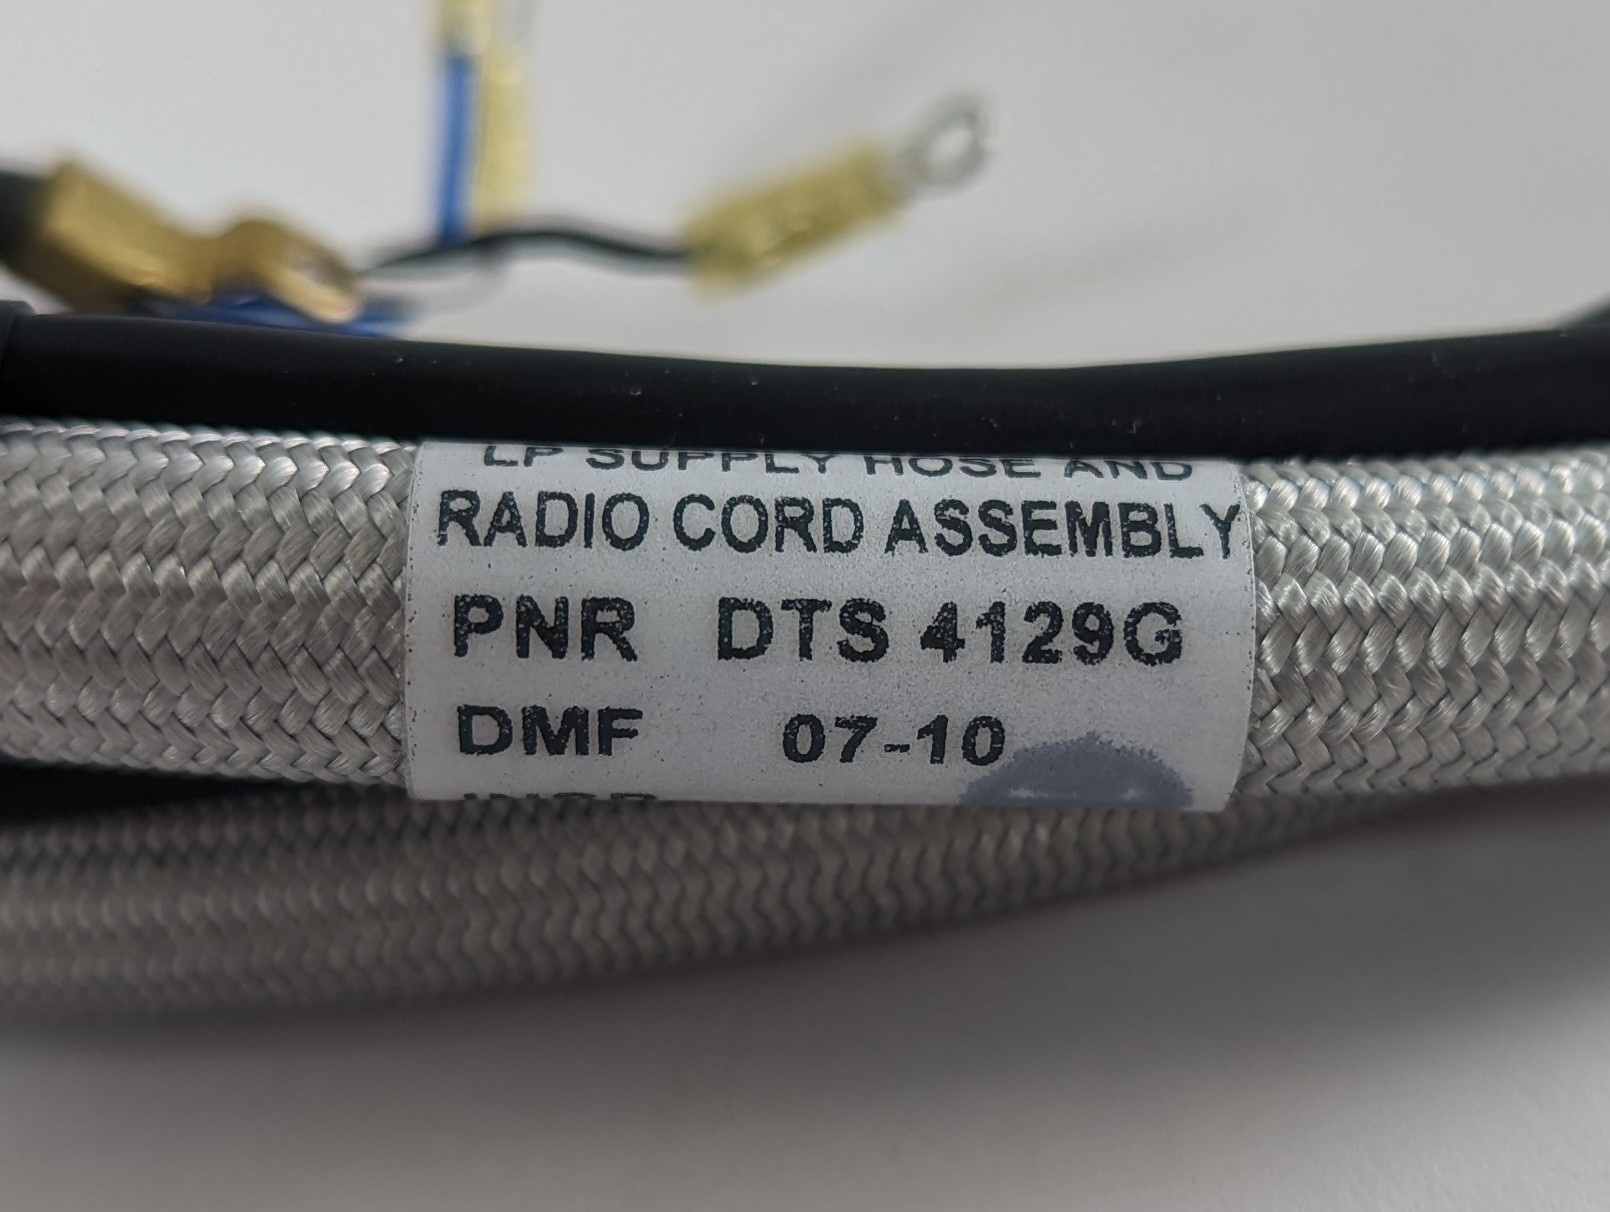 LP SUPPLY HOSE AND
RADIO CORD ASSEMBLY
PNR DTS 4129G
DMF 07-10